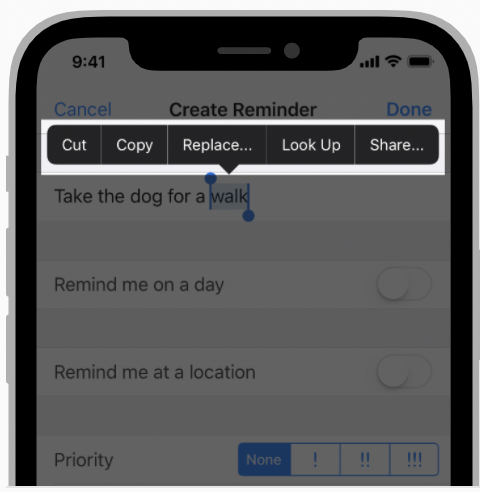 9:41
Cancel Create Reminder Done
Cut Copy Replace... Look Up Share...
Take the dog for a walk
Remind me on a day
Remind me at a location
Priority None ! !! !!!